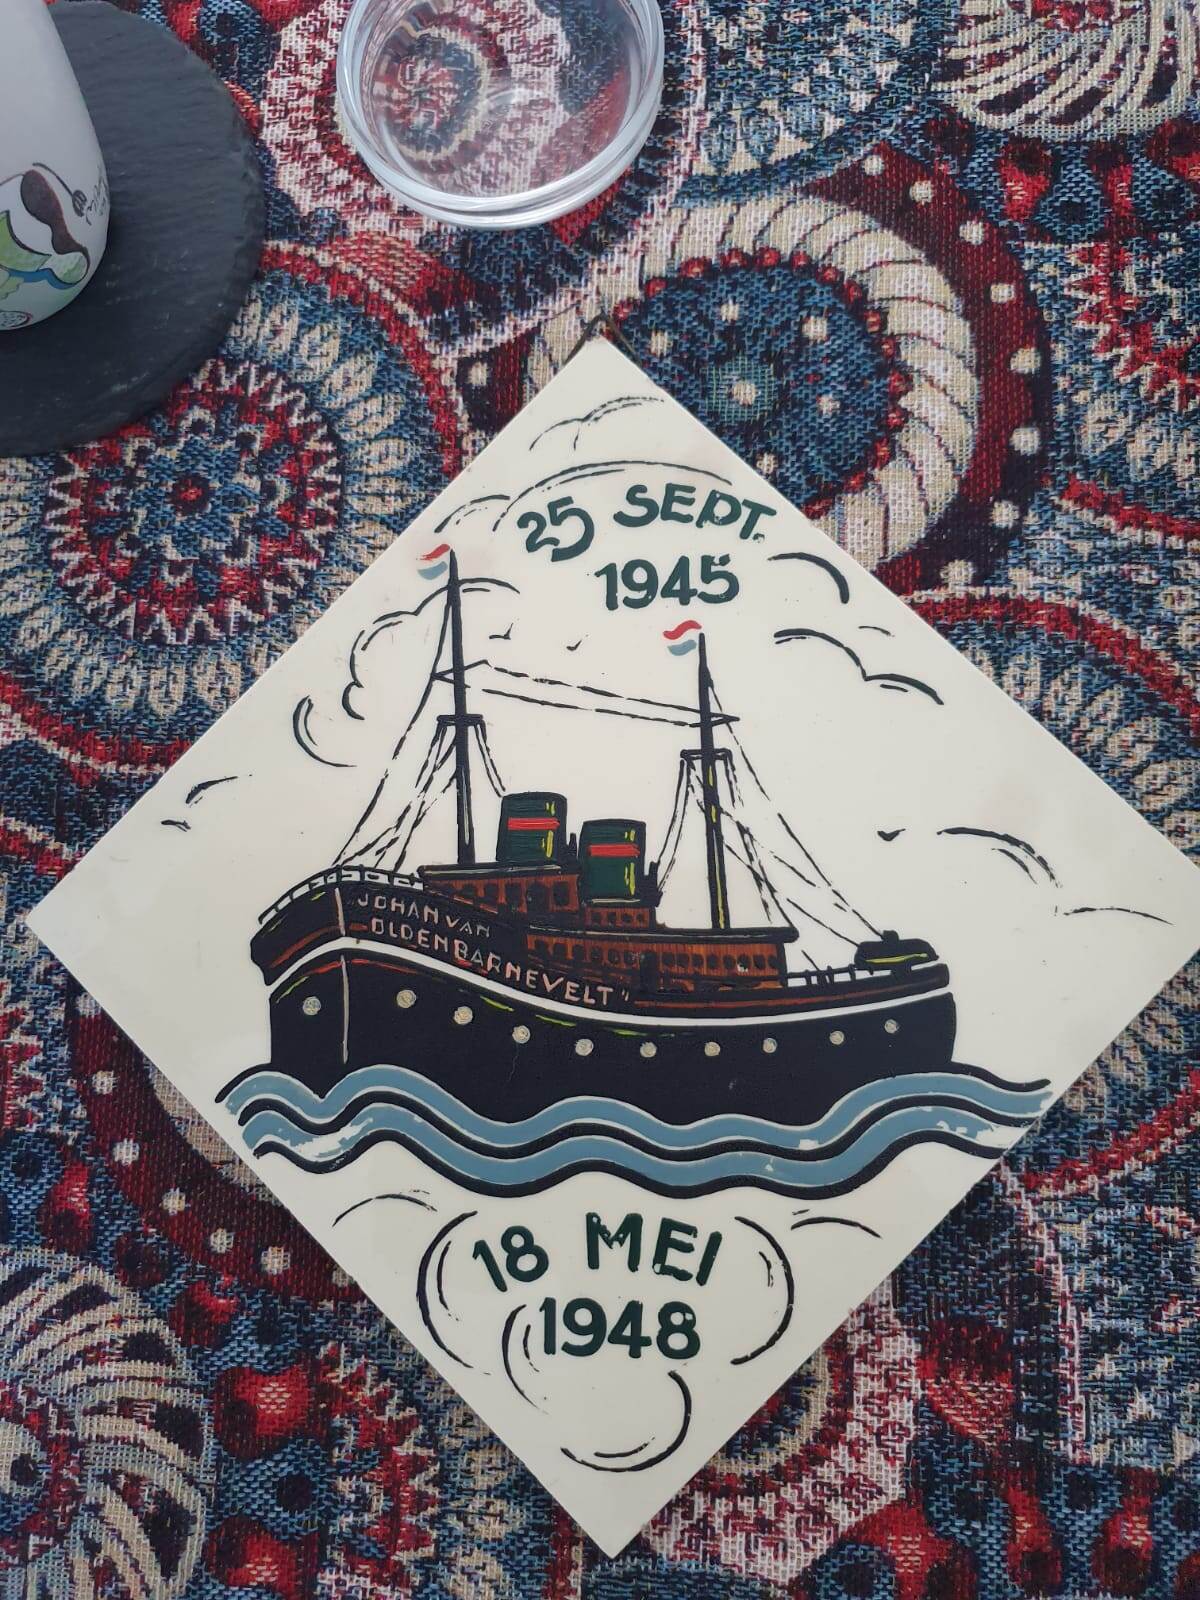 25 SEPT.
1945
JOHAN VAN
OLDENBARNEVELT"
18 MEI
1948